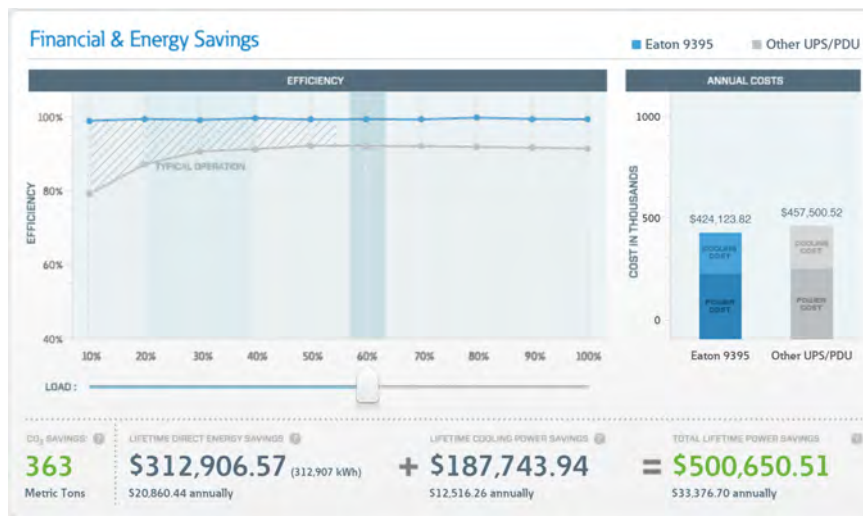 Financial & Energy Savings
Eaton 9395
Other UPS/PDU
EFFICIENCY
100%
80%
60%
40%
EFFICIENCY
TYPICAL OPERATION
10% 20% 30% 40% 50% 60% 70% 80% 90% 100%
LOAD :
ANNUAL COSTS
1000
500
0
COST IN THOUSANDS
$424,123.82
$457,500.52
COOLING
COST
POWER
COST
COOLING
COST
POWER
COST
Eaton 9395 Other UPS/PDU
CO₂ SAVINGS: ?
363
Metric Tons
LIFETIME DIRECT ENERGY SAVINGS ?
$312,906.57 (312,907 kWh)
$20,860.44 annually
+
LIFETIME COOLING POWER SAVINGS ?
$187,743.94
$12,516.26 annually
=
TOTAL LIFETIME POWER SAVINGS ?
$500,650.51
$33,376.70 annually